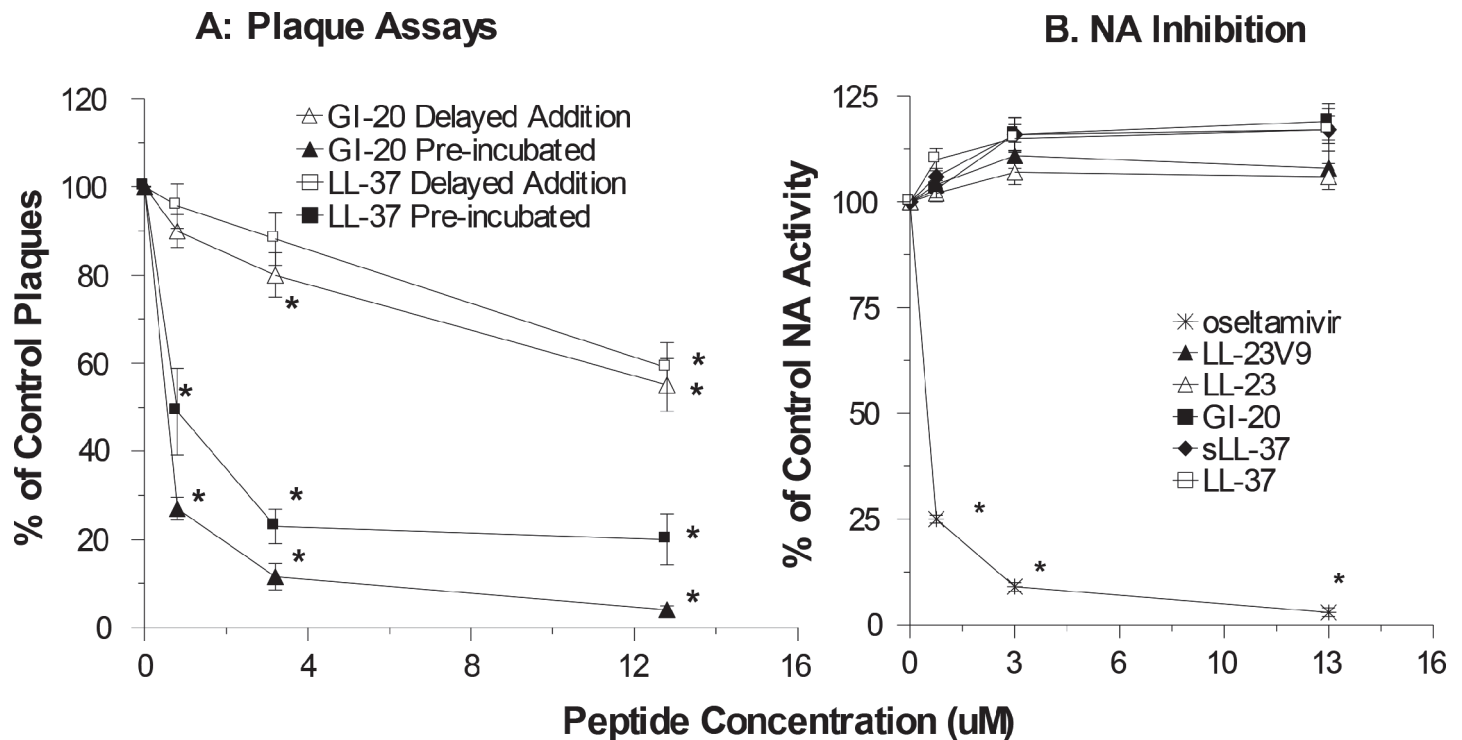 A: Plaque Assays
120
100
80
60
40
20
0
% of Control Plaques
GI-20 Delayed Addition
GI-20 Pre-incubated
LL-37 Delayed Addition
LL-37 Pre-incubated
*
*
*
*
*
*
*
*
*
0 4 8 12 16
B. NA Inhibition
125
100
75
50
25
0
% of Control NA Activity
oseltamivir
LL-23V9
LL-23
GI-20
sLL-37
LL-37
*
*
*
0 3 6 10 13 16
Peptide Concentration (uM)